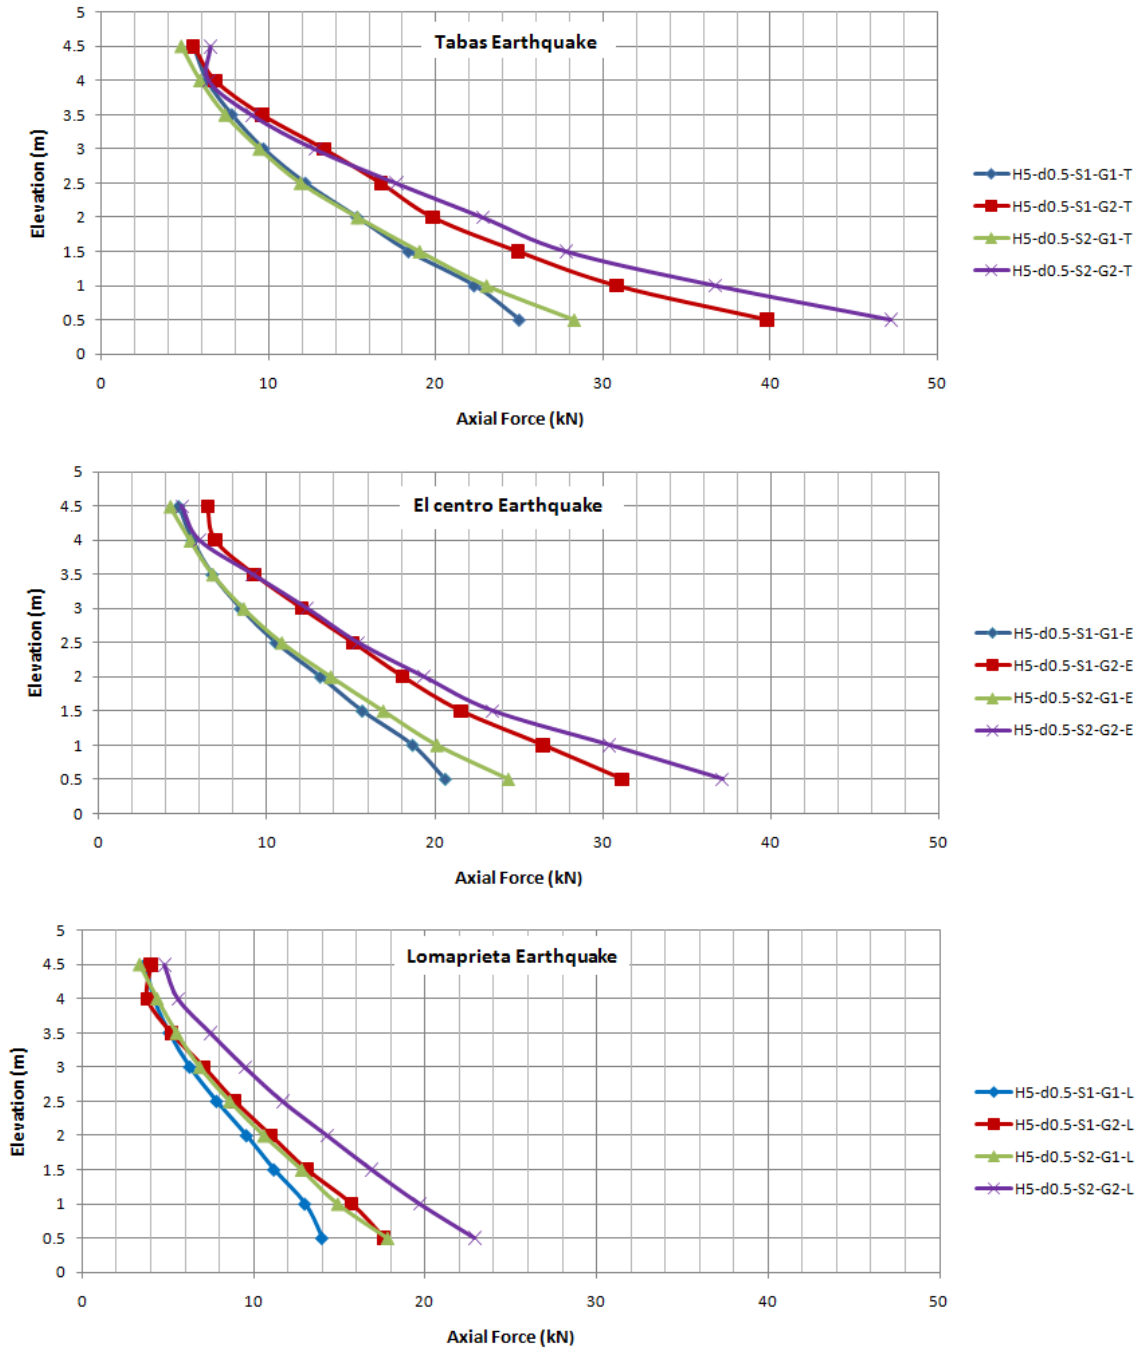 Tabas Earthquake
Elevation (m)
5
4.5
4
3.5
3
2.5
2
1.5
1
0.5
0
0 10 20 30 40 50
Axial Force (kN)
H5-d0.5-S1-G1-T
H5-d0.5-S1-G2-T
H5-d0.5-S2-G1-T
H5-d0.5-S2-G2-T
El centro Earthquake
Elevation (m)
5
4.5
4
3.5
3
2.5
2
1.5
1
0.5
0
0 10 20 30 40 50
Axial Force (kN)
H5-d0.5-S1-G1-E
H5-d0.5-S1-G2-E
H5-d0.5-S2-G1-E
H5-d0.5-S2-G2-E
Lomaprieta Earthquake
Elevation (m)
5
4.5
4
3.5
3
2.5
2
1.5
1
0.5
0
0 10 20 30 40 50
Axial Force (kN)
H5-d0.5-S1-G1-L
H5-d0.5-S1-G2-L
H5-d0.5-S2-G1-L
H5-d0.5-S2-G2-L